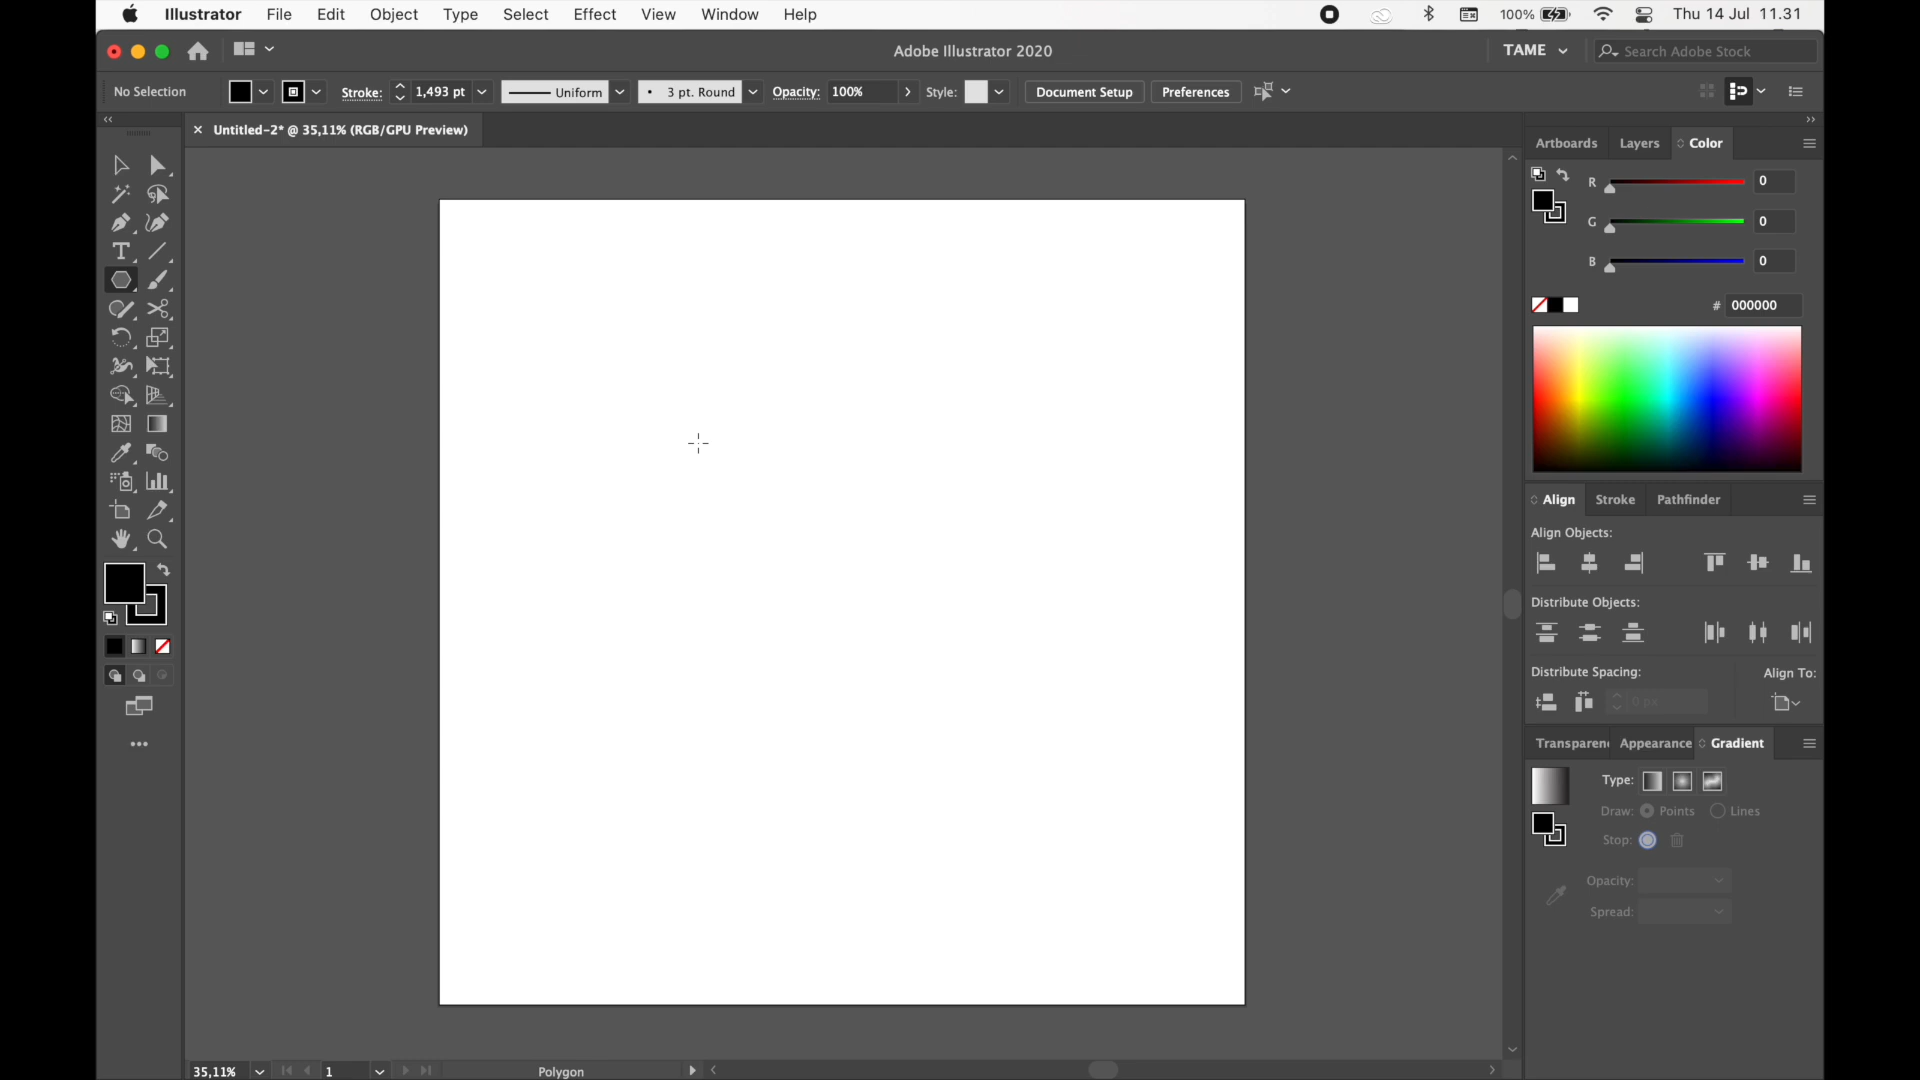 Illustrator File Edit Object Type Select Effect View Window Help 100% Thu 14 Jul 11.31
Adobe Illustrator 2020 TAME Search Adobe Stock
No Selection Stroke: 1,493 pt Uniform 3 pt. Round Opacity: 100% Style: Document Setup Preferences
Untitled-2* @ 35,11% (RGB/GPU Preview)
Artboards Layers Color
R 0
G 0
B 0
# 000000
Align Stroke Pathfinder
Align Objects:
Distribute Objects:
Distribute Spacing: Align To:
0 px
Transparen Appearance Gradient
Type:
Draw: Points Lines
Stop:
Opacity:
Spread:
35,11% 1 Polygon